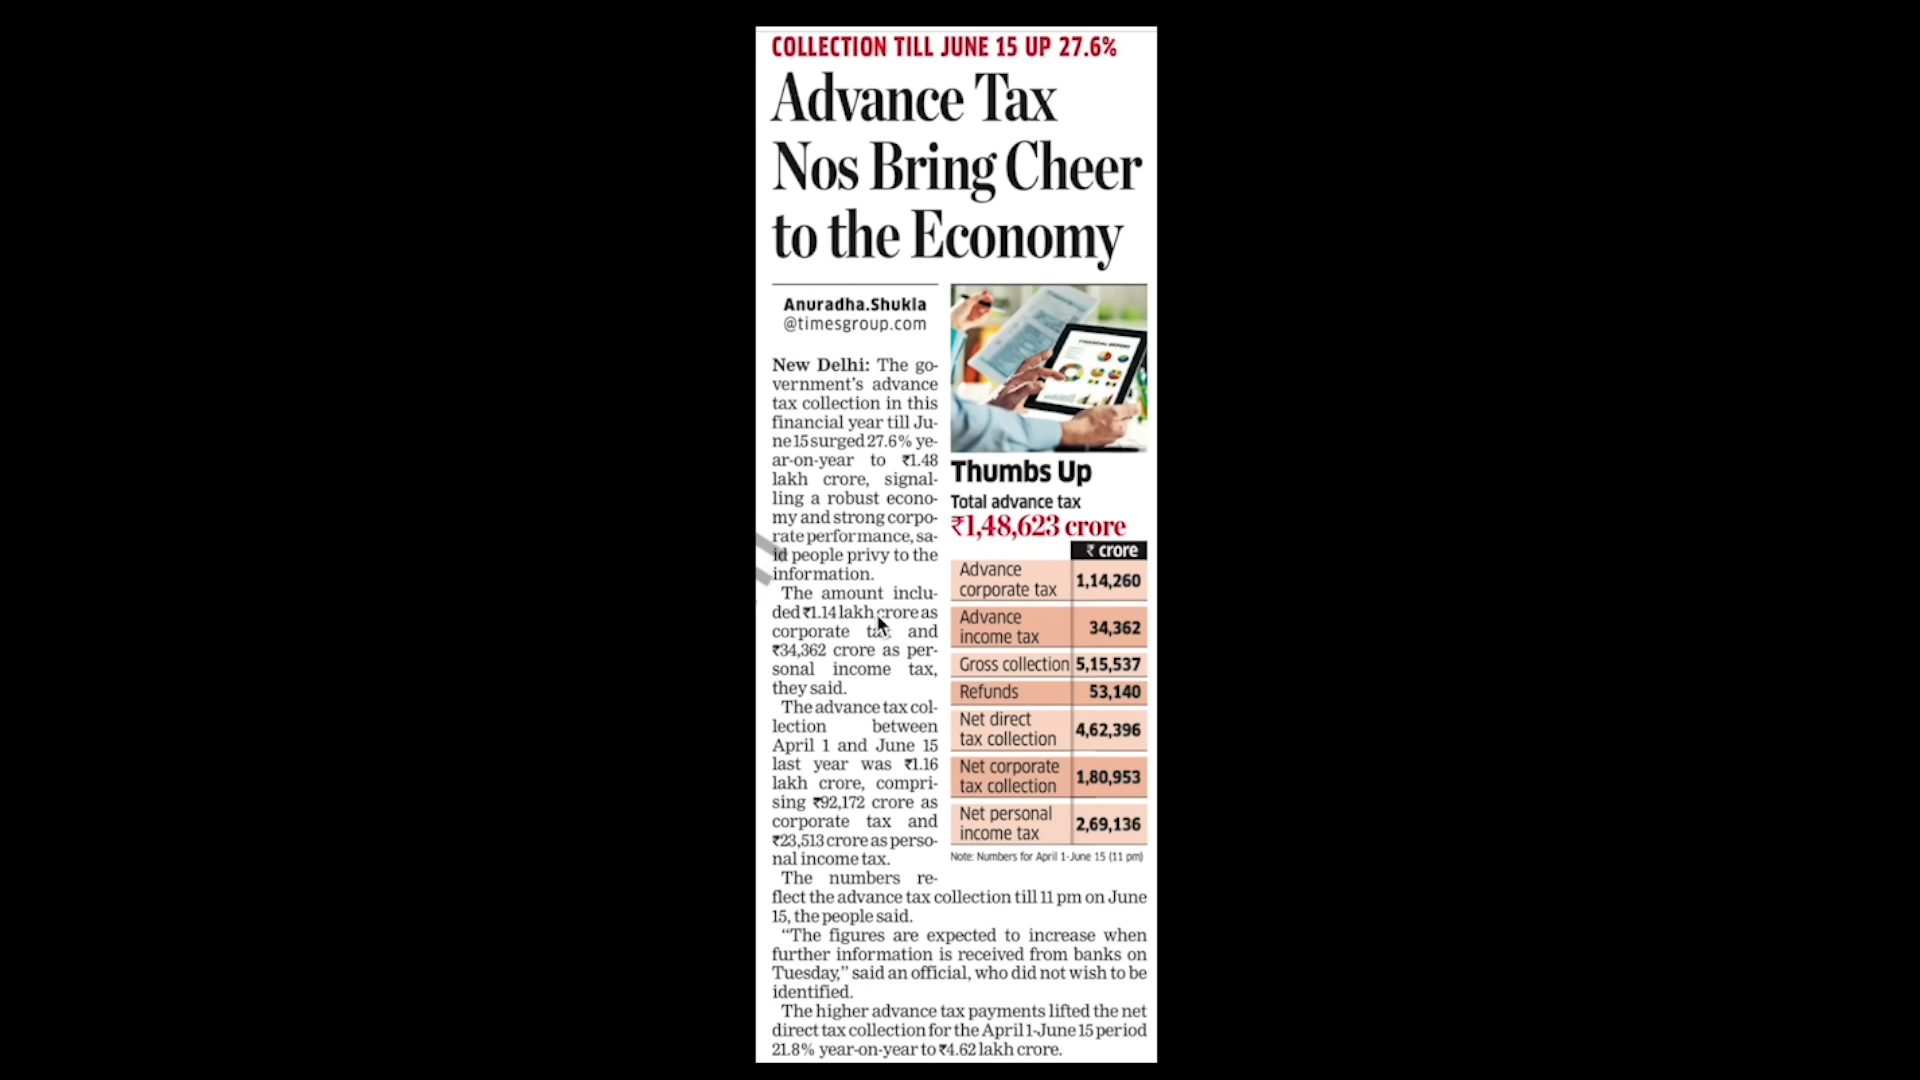 COLLECTION TILL JUNE 15 UP 27.6%
Advance Tax
Nos Bring Cheer
to the Economy
Anuradha.Shukla
@timesgroup.com
New Delhi: The go-
vernment's advance
tax collection in this
financial year till Ju-
ne 15 surged 27.6% ye-
ar-on-year to ₹1.48
lakh crore, signal-
ling a robust econo-
my and strong corpo-
rate performance, sa-
id people privy to the
information.
The amount inclu-
ded ₹1.14 lakh crore as
corporate tax and
₹34,362 crore as per-
sonal income tax,
they said.
The advance tax col-
lection between
April 1 and June 15
last year was ₹1.16
lakh crore, compri-
sing ₹92,172 crore as
corporate tax and
₹23,513 crore as perso-
nal income tax.
The numbers re-
flect the advance tax collection till 11 pm on June
15, the people said.
"The figures are expected to increase when
further information is received from banks on
Tuesday," said an official, who did not wish to be
identified.
The higher advance tax payments lifted the net
direct tax collection for the April 1-June 15 period
21.8% year-on-year to ₹4.62 lakh crore.
FINANCIAL REPORT
Thumbs Up
Total advance tax
₹1,48,623 crore
₹ crore
Advance
corporate tax 1,14,260
Advance
income tax 34,362
Gross collection 5,15,537
Refunds 53,140
Net direct
tax collection 4,62,396
Net corporate
tax collection 1,80,953
Net personal
income tax 2,69,136
Note: Numbers for April 1-June 15 (11 pm)